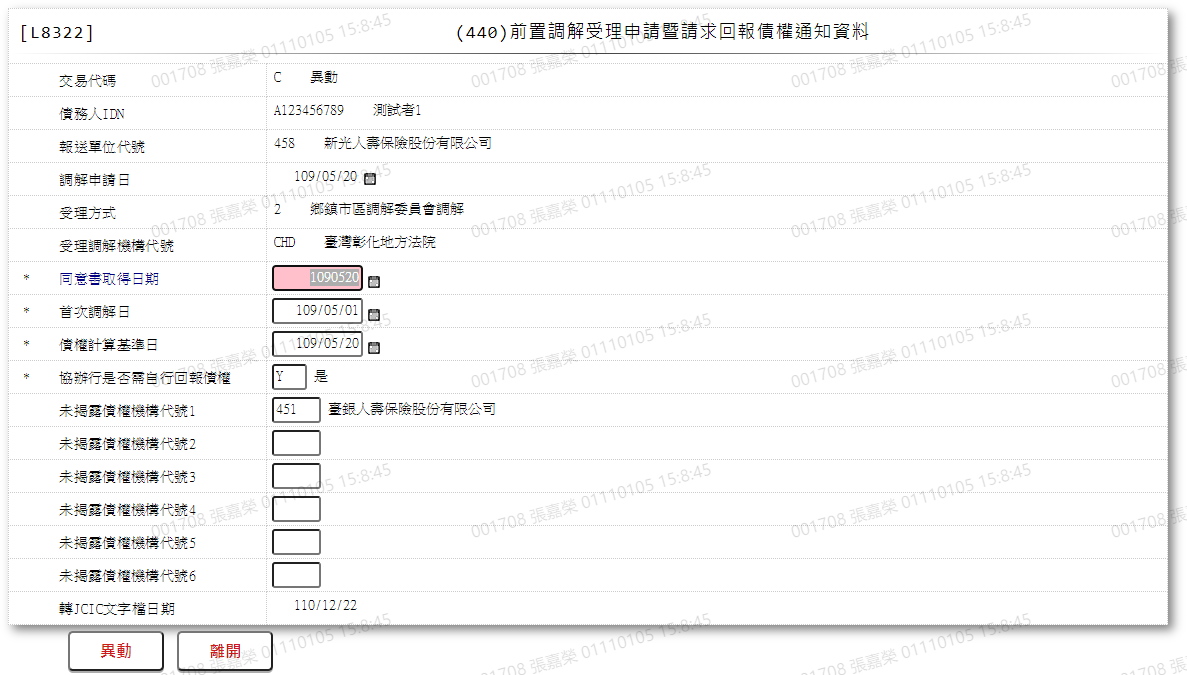 [L8322] (440)前置調解受理申請暨請求回報債權通知資料
交易代碼 C 異動
債務人IDN A123456789 測試者1
報送單位代號 458 新光人壽保險股份有限公司
調解申請日 109/05/20
受理方式 2 鄉鎮市區調解委員會調解
受理調解機構代號 CHD 臺灣彰化地方法院
* 同意書取得日期 1090520
* 首次調解日 109/05/01
* 債權計算基準日 109/05/20
* 協辦行是否需自行回報債權 Y 是
未揭露債權機構代號1 451 臺銀人壽保險股份有限公司
未揭露債權機構代號2
未揭露債權機構代號3
未揭露債權機構代號4
未揭露債權機構代號5
未揭露債權機構代號6
轉JCIC文字檔日期 110/12/22
異動 離開
001708 張嘉榮 01110105 15:8:45